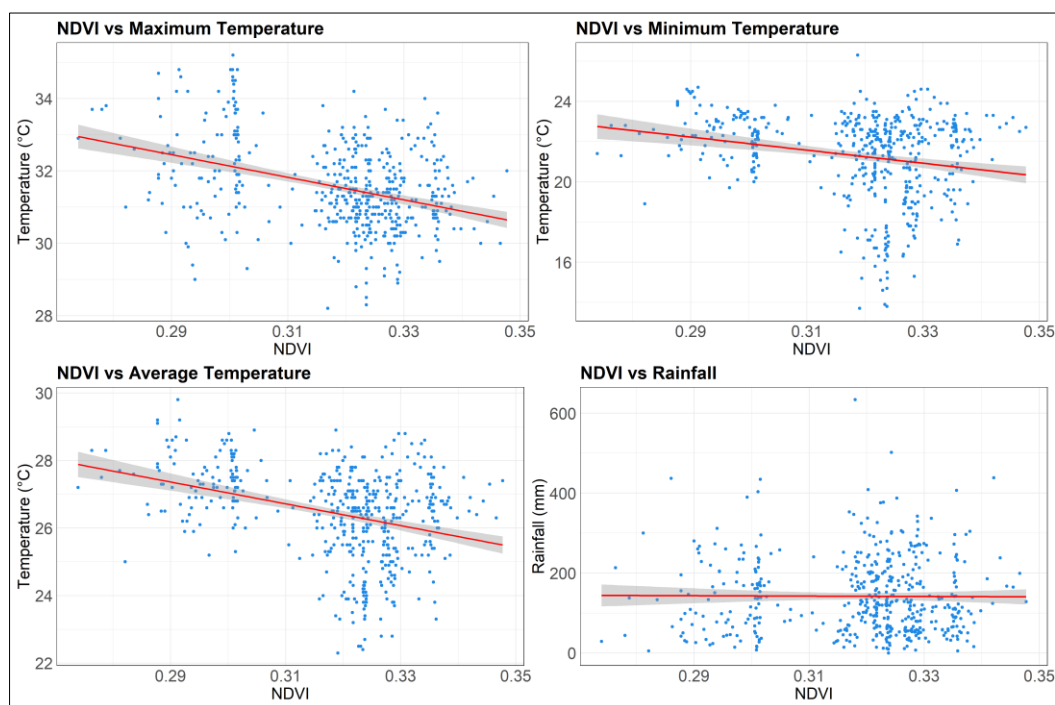 NDVI vs Maximum Temperature
Temperature (°C)
34
32
30
28
0.29
0.31
0.33
0.35
NDVI
NDVI vs Minimum Temperature
Temperature (°C)
24
20
16
0.29
0.31
0.33
0.35
NDVI
NDVI vs Average Temperature
Temperature (°C)
30
28
26
24
22
0.29
0.31
0.33
0.35
NDVI
NDVI vs Rainfall
Rainfall (mm)
600
400
200
0
0.29
0.31
0.33
0.35
NDVI